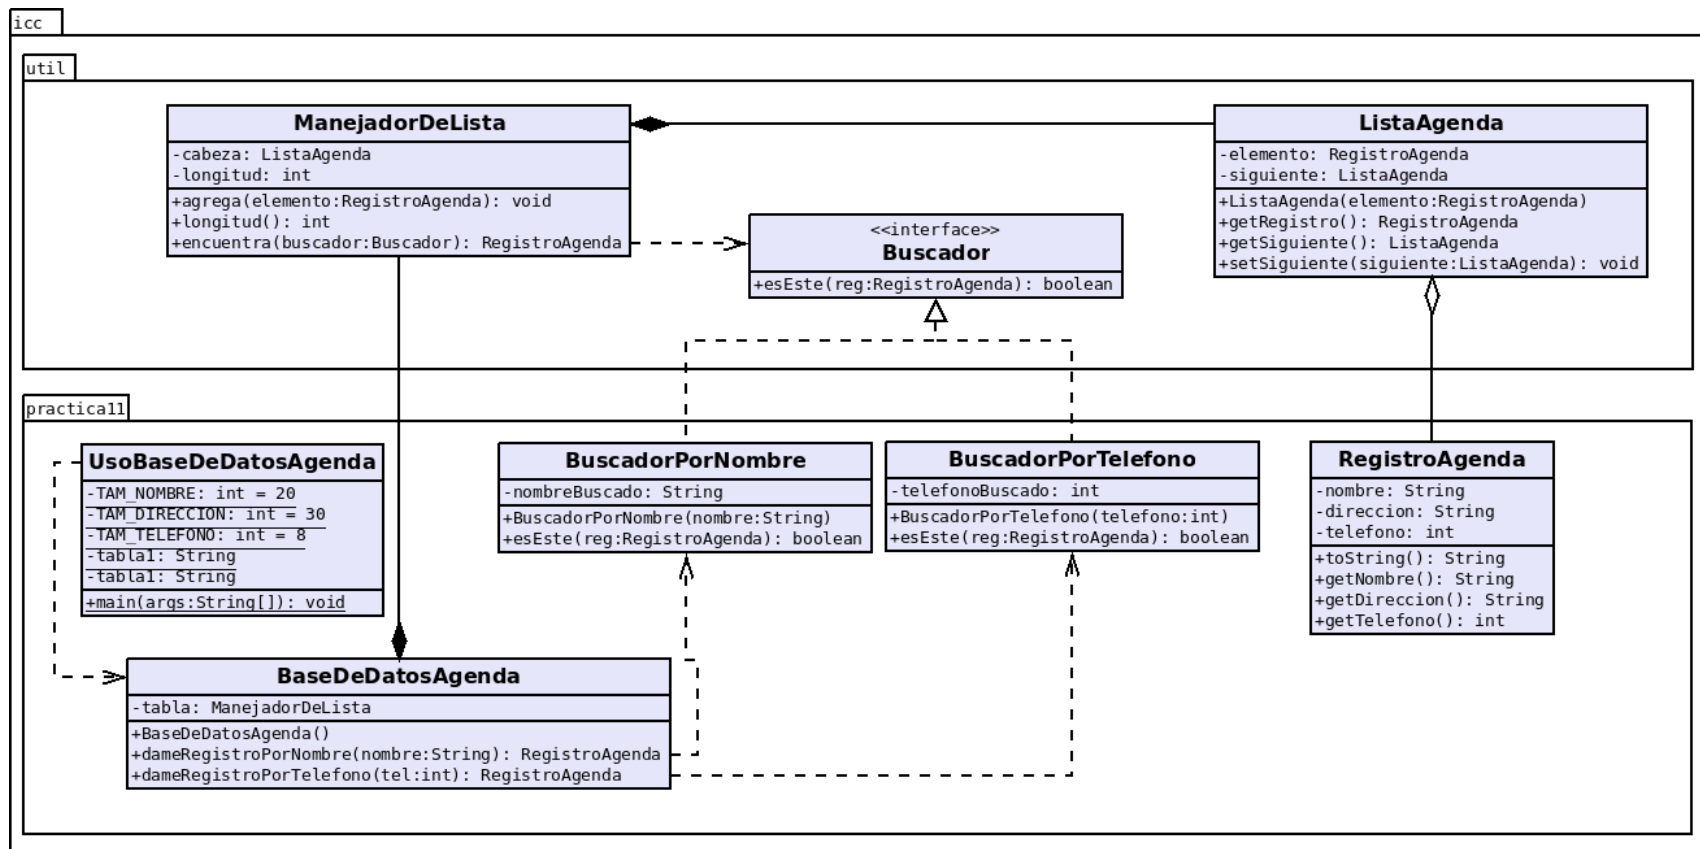 icc
util
ManejadorDeLista
-cabeza: ListaAgenda
-longitud: int
+agrega(elemento:RegistroAgenda): void
+longitud(): int
+encuentra(buscador:Buscador): RegistroAgenda
<<interface>>
Buscador
+esEste(reg:RegistroAgenda): boolean
ListaAgenda
-elemento: RegistroAgenda
-siguiente: ListaAgenda
+ListaAgenda(elemento:RegistroAgenda)
+getRegistro(): RegistroAgenda
+getSiguiente(): ListaAgenda
+setSiguiente(siguiente:ListaAgenda): void
practica11
UsoBaseDeDatosAgenda
-TAM_NOMBRE: int = 20
-TAM_DIRECCION: int = 30
-TAM_TELEFONO: int = 8
-tabla1: String
-tabla1: String
+main(args:String[]): void
BuscadorPorNombre
-nombreBuscado: String
+BuscadorPorNombre(nombre:String)
+esEste(reg:RegistroAgenda): boolean
BuscadorPorTelefono
-telefonoBuscado: int
+BuscadorPorTelefono(telefono:int)
+esEste(reg:RegistroAgenda): boolean
RegistroAgenda
-nombre: String
-direccion: String
-telefono: int
+toString(): String
+getNombre(): String
+getDireccion(): String
+getTelefono(): int
BaseDeDatosAgenda
-tabla: ManejadorDeLista
+BaseDeDatosAgenda()
+dameRegistroPorNombre(nombre:String): RegistroAgenda
+dameRegistroPorTelefono(tel:int): RegistroAgenda